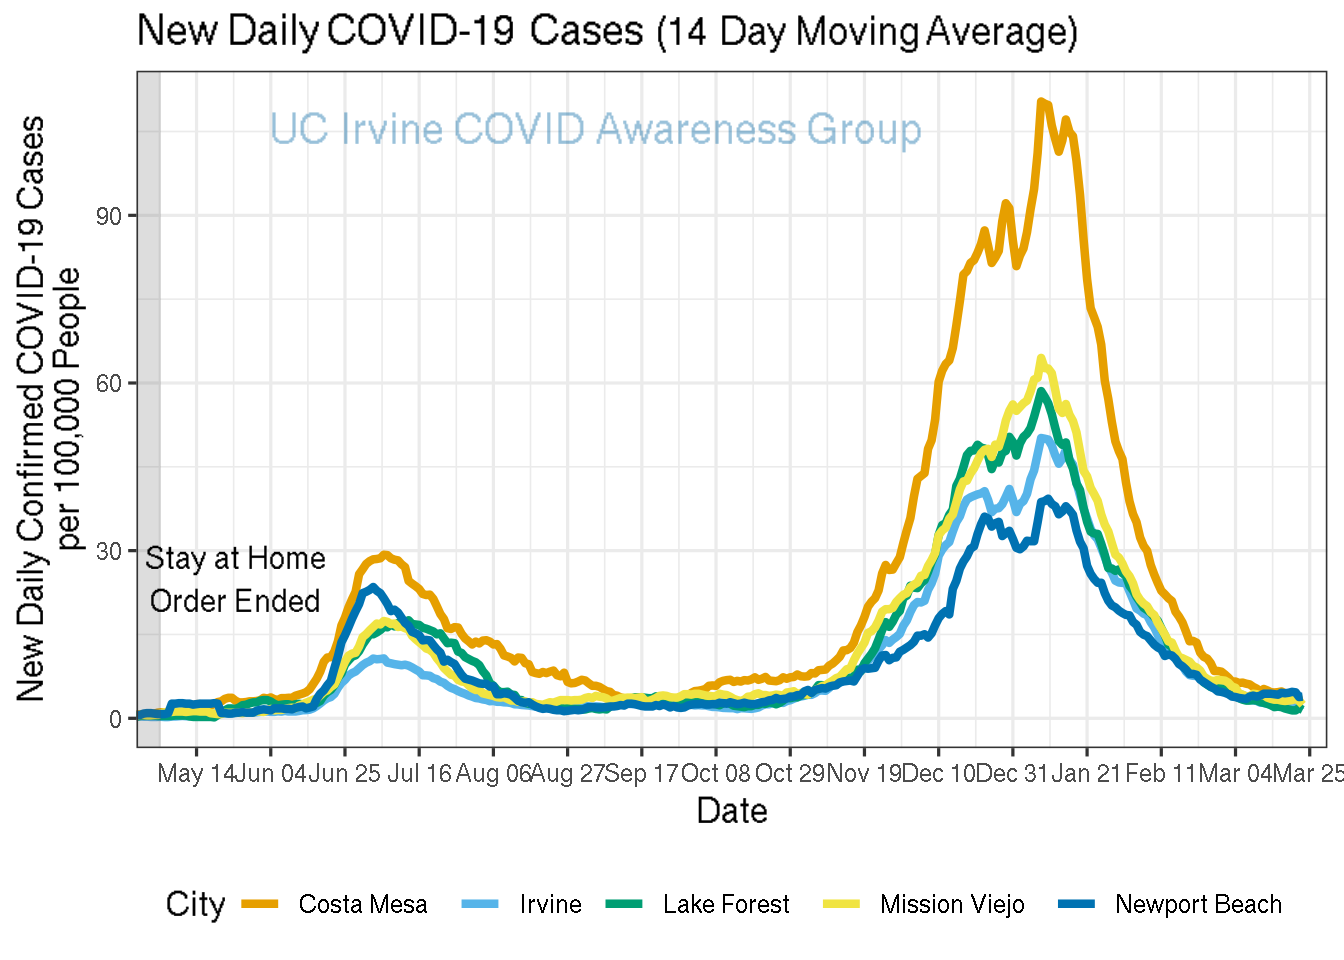 New Daily COVID-19 Cases (14 Day Moving Average)
UC Irvine COVID Awareness Group
New Daily Confirmed COVID-19 Cases
per 100,000 People
90
60
30
0
Stay at Home
Order Ended
May 14 Jun 04 Jun 25 Jul 16 Aug 06 Aug 27 Sep 17 Oct 08 Oct 29 Nov 19 Dec 10 Dec 31 Jan 21 Feb 11 Mar 04 Mar 25
Date
City Costa Mesa Irvine Lake Forest Mission Viejo Newport Beach